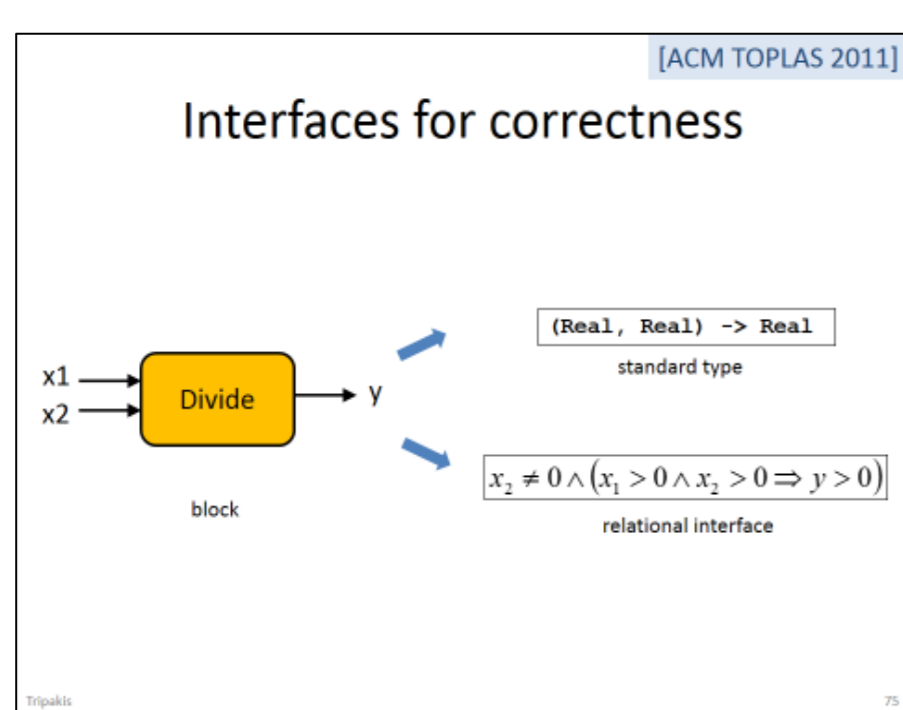 [ACM TOPLAS 2011]
Interfaces for correctness
x1
x2
Divide
y
block
(Real, Real) -> Real
standard type
x₂ ≠ 0 ∧ (x₁ > 0 ∧ x₂ > 0 ⇒ y > 0)
relational interface
Tripakis
75